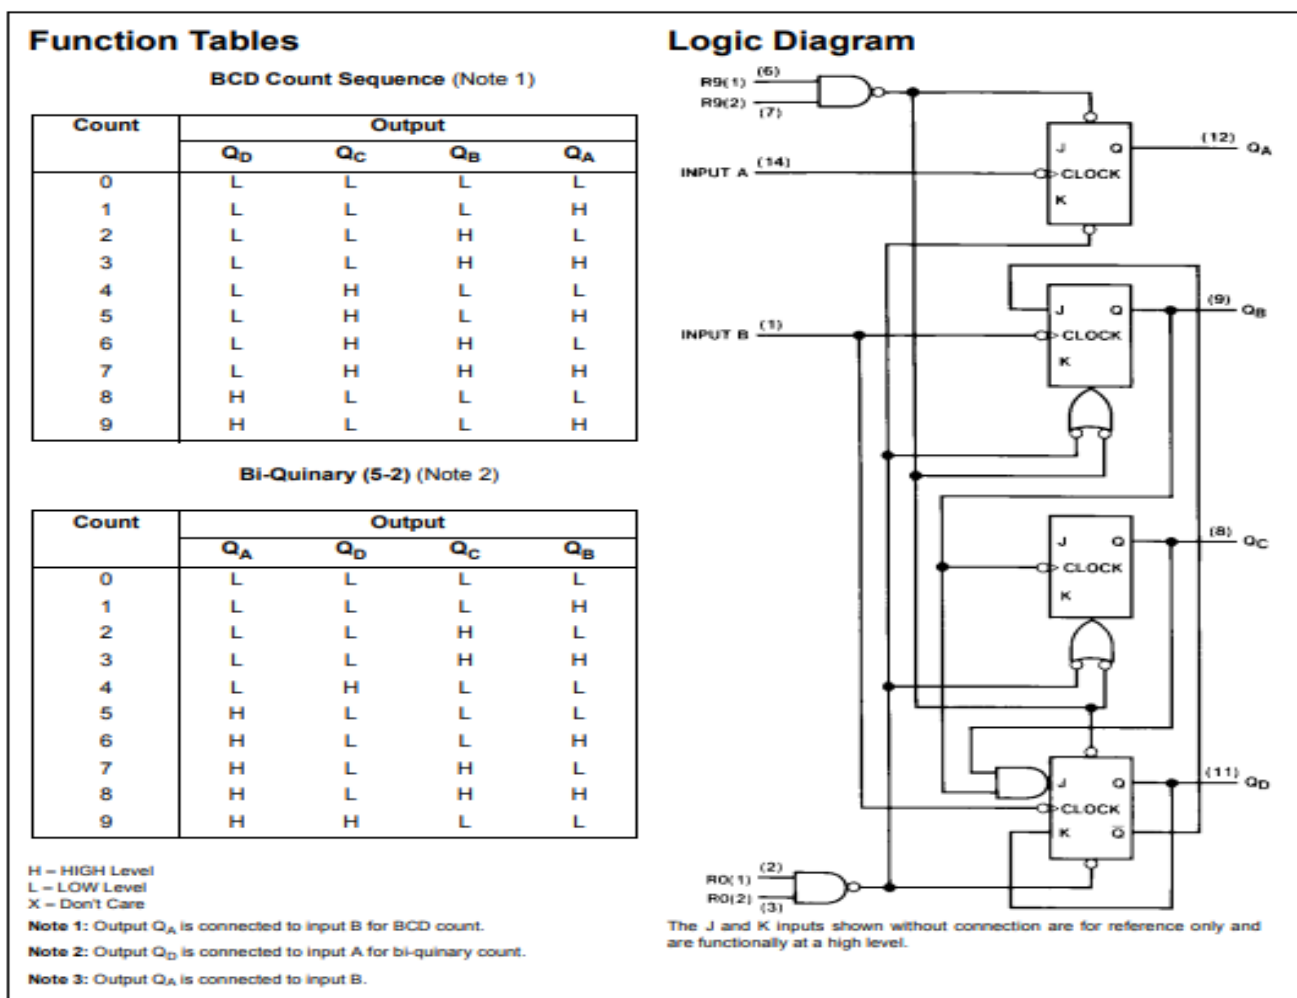 Function Tables
BCD Count Sequence (Note 1)
Count Output
QD QC QB QA
0 L L L L
1 L L L H
2 L L H L
3 L L H H
4 L H L L
5 L H L H
6 L H H L
7 L H H H
8 H L L L
9 H L L H
Bi-Quinary (5-2) (Note 2)
Count Output
QA QD QC QB
0 L L L L
1 L L L H
2 L L H L
3 L L H H
4 L H L L
5 H L L L
6 H L L H
7 H L H L
8 H L H H
9 H H L L
H – HIGH Level
L – LOW Level
X – Don't Care
Note 1: Output QA is connected to input B for BCD count.
Note 2: Output QD is connected to input A for bi-quinary count.
Note 3: Output QA is connected to input B.
Logic Diagram
R9(1) (6)
R9(2) (7)
J Q (12) QA
INPUT A (14) CLOCK
K
J Q (9) QB
INPUT B (1) CLOCK
K
J Q (8) QC
CLOCK
K
J Q (11) QD
CLOCK
K Q̅
R0(1) (2)
R0(2) (3)
The J and K inputs shown without connection are for reference only and
are functionally at a high level.